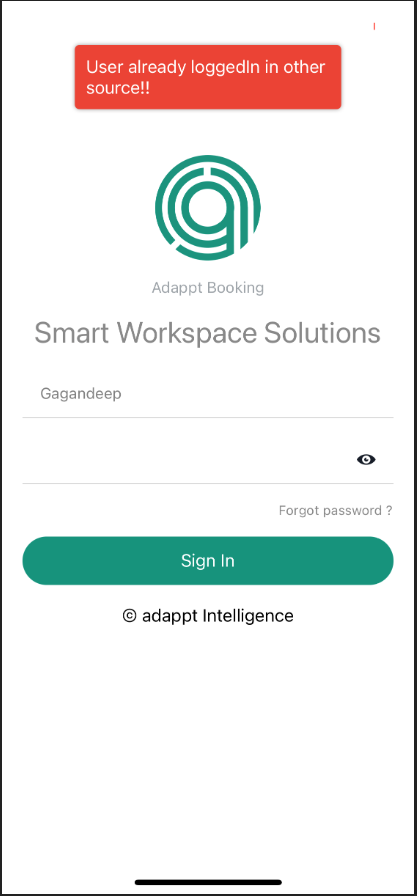 User already loggedIn in other
source!!
Adappt Booking
Smart Workspace Solutions
Gagandeep
Forgot password ?
Sign In
© adappt Intelligence